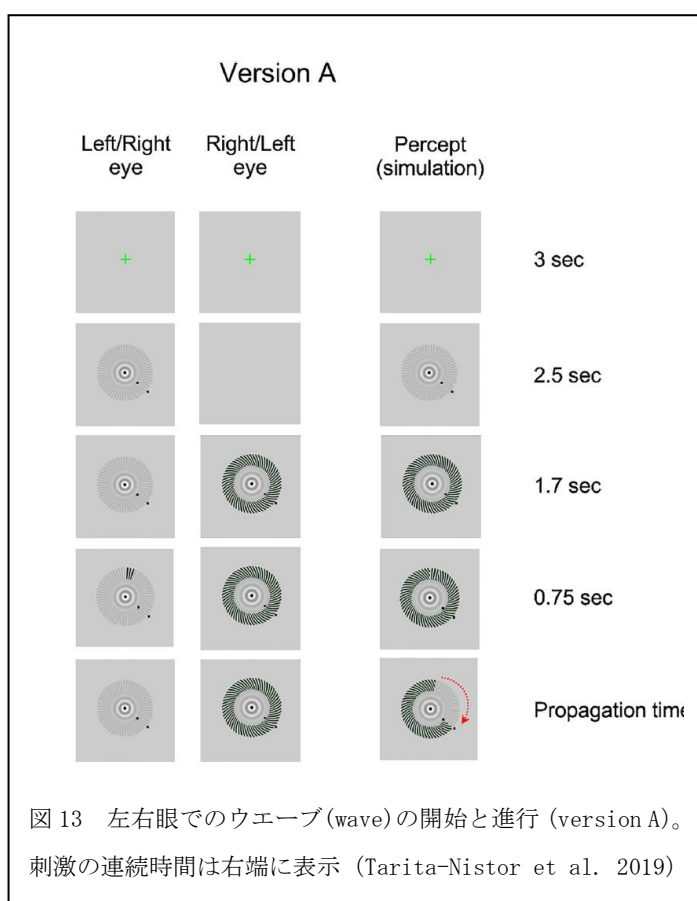 Version A
Left/Right
eye
Right/Left
eye
Percept
(simulation)
3 sec
2.5 sec
1.7 sec
0.75 sec
Propagation time
図 13 左右眼でのウエーブ(wave)の開始と進行 (version A)。
刺激の連続時間は右端に表示 (Tarita-Nistor et al. 2019)